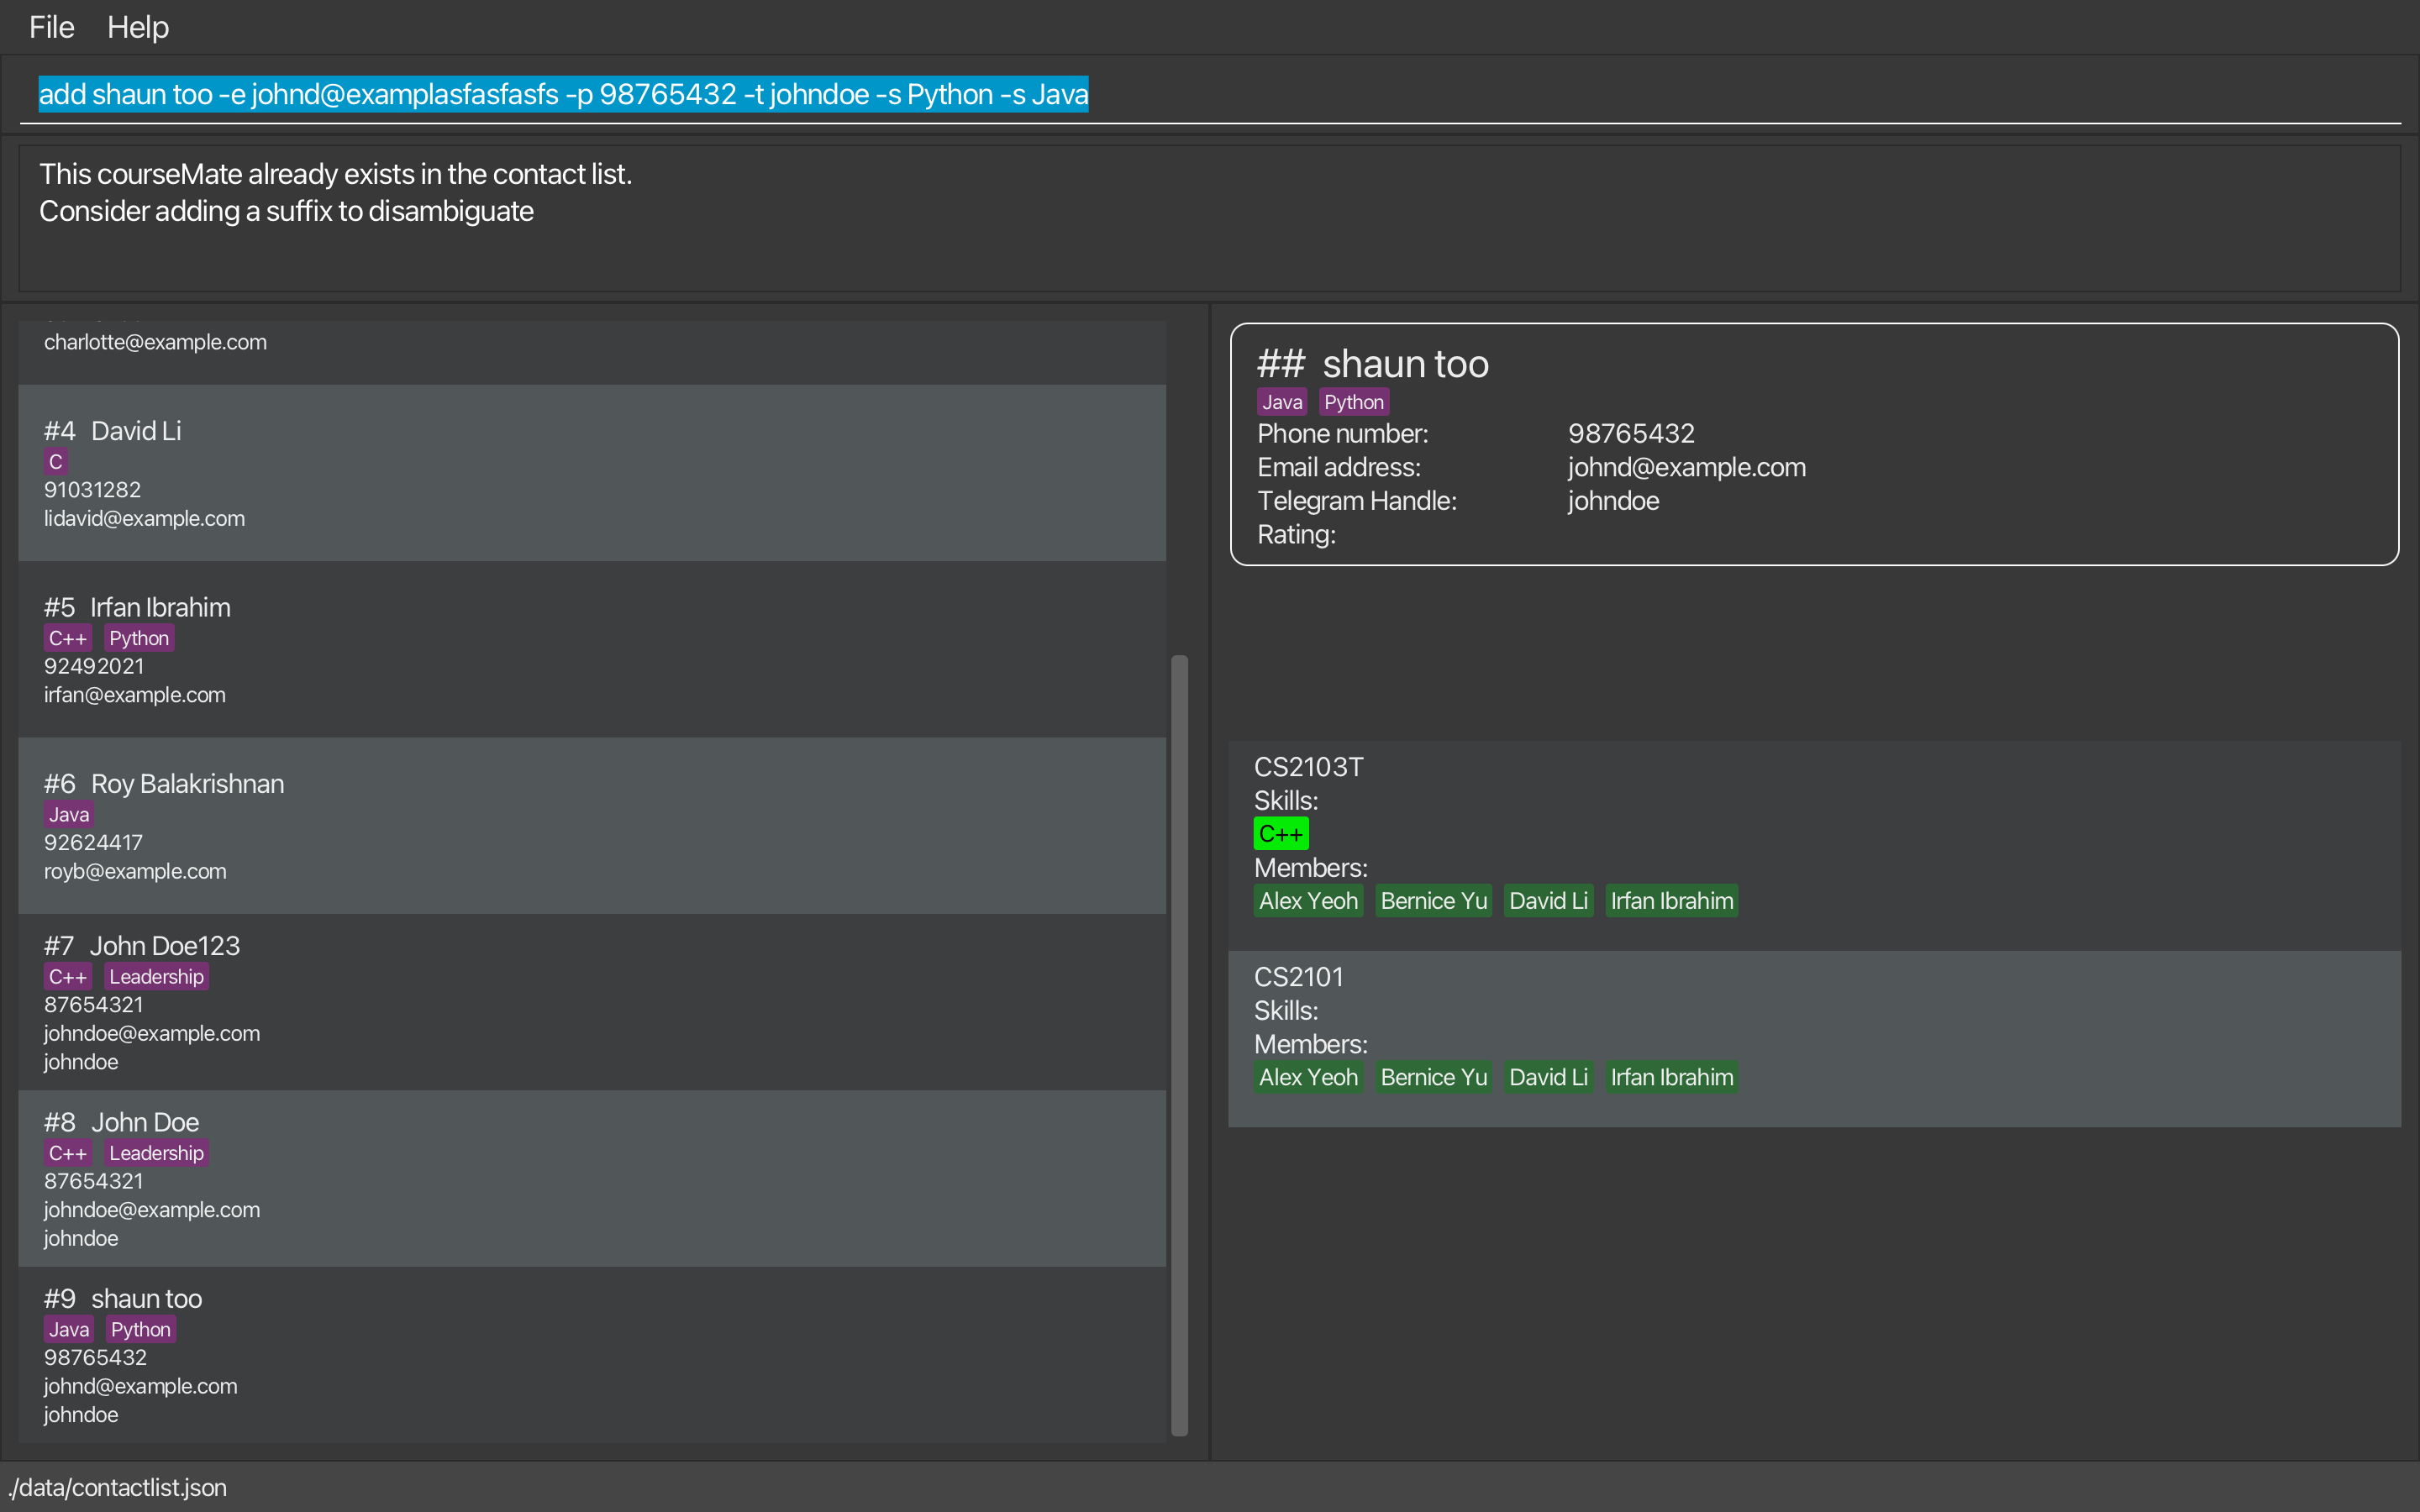 File Help
add shaun too -e johnd@examplasfasfasfs -p 98765432 -t johndoe -s Python -s Java
This courseMate already exists in the contact list.
Consider adding a suffix to disambiguate
charlotte@example.com
#4 David Li
C
91031282
lidavid@example.com
#5 Irfan Ibrahim
C++ Python
92492021
irfan@example.com
#6 Roy Balakrishnan
Java
92624417
royb@example.com
#7 John Doe123
C++ Leadership
87654321
johndoe@example.com
johndoe
#8 John Doe
C++ Leadership
87654321
johndoe@example.com
johndoe
#9 shaun too
Java Python
98765432
johnd@example.com
johndoe
## shaun too
Java Python
Phone number: 98765432
Email address: johnd@example.com
Telegram Handle: johndoe
Rating:
CS2103T
Skills:
C++
Members:
Alex Yeoh Bernice Yu David Li Irfan Ibrahim
CS2101
Skills:
Members:
Alex Yeoh Bernice Yu David Li Irfan Ibrahim
./data/contactlist.json